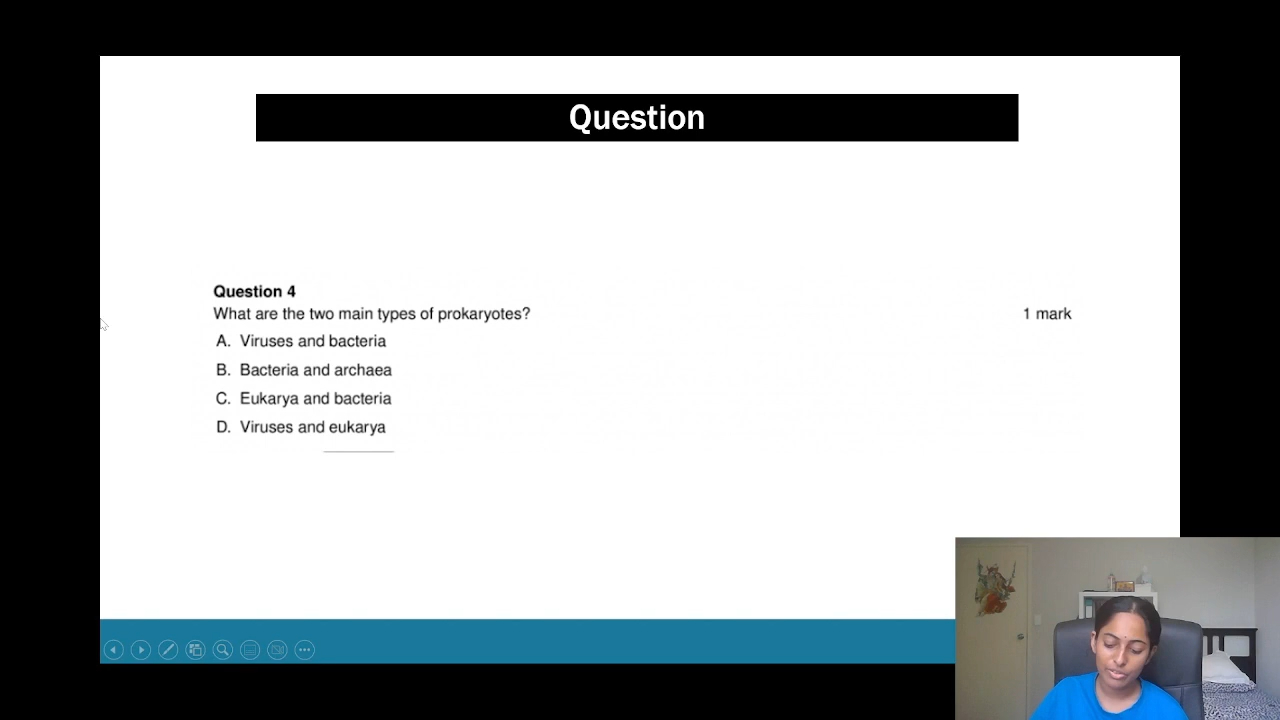 Question
Question 4
What are the two main types of prokaryotes? 1 mark
A. Viruses and bacteria
B. Bacteria and archaea
C. Eukarya and bacteria
D. Viruses and eukarya